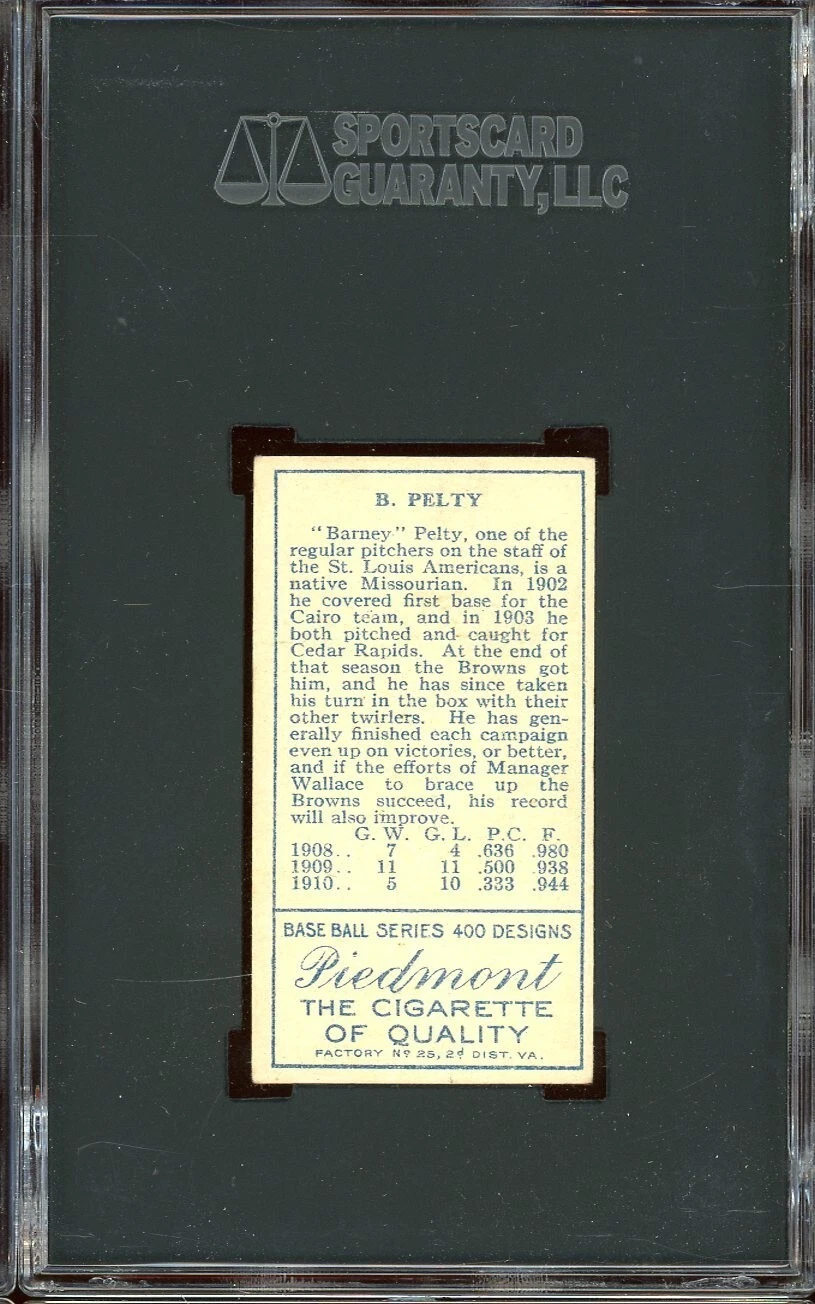 SPORTSCARD
GUARANTY, LLC
B. PELTY
"Barney" Pelty, one of the
regular pitchers on the staff of
the St. Louis Americans, is a
native Missourian. In 1902
he covered first base for the
Cairo team, and in 1903 he
both pitched and caught for
Cedar Rapids. At the end of
that season the Browns got
him, and he has since taken
his turn in the box with their
other twirlers. He has gen-
erally finished each campaign
even up on victories, or better,
and if the efforts of Manager
Wallace to brace up the
Browns succeed, his record
will also improve.
G. W. G. L. P.C. F.
1908.. 7 4 .636 .980
1909.. 11 11 .500 .938
1910.. 5 10 .333 .944
BASE BALL SERIES 400 DESIGNS
Piedmont
THE CIGARETTE
OF QUALITY
FACTORY Nº 25, 2d DIST. VA.